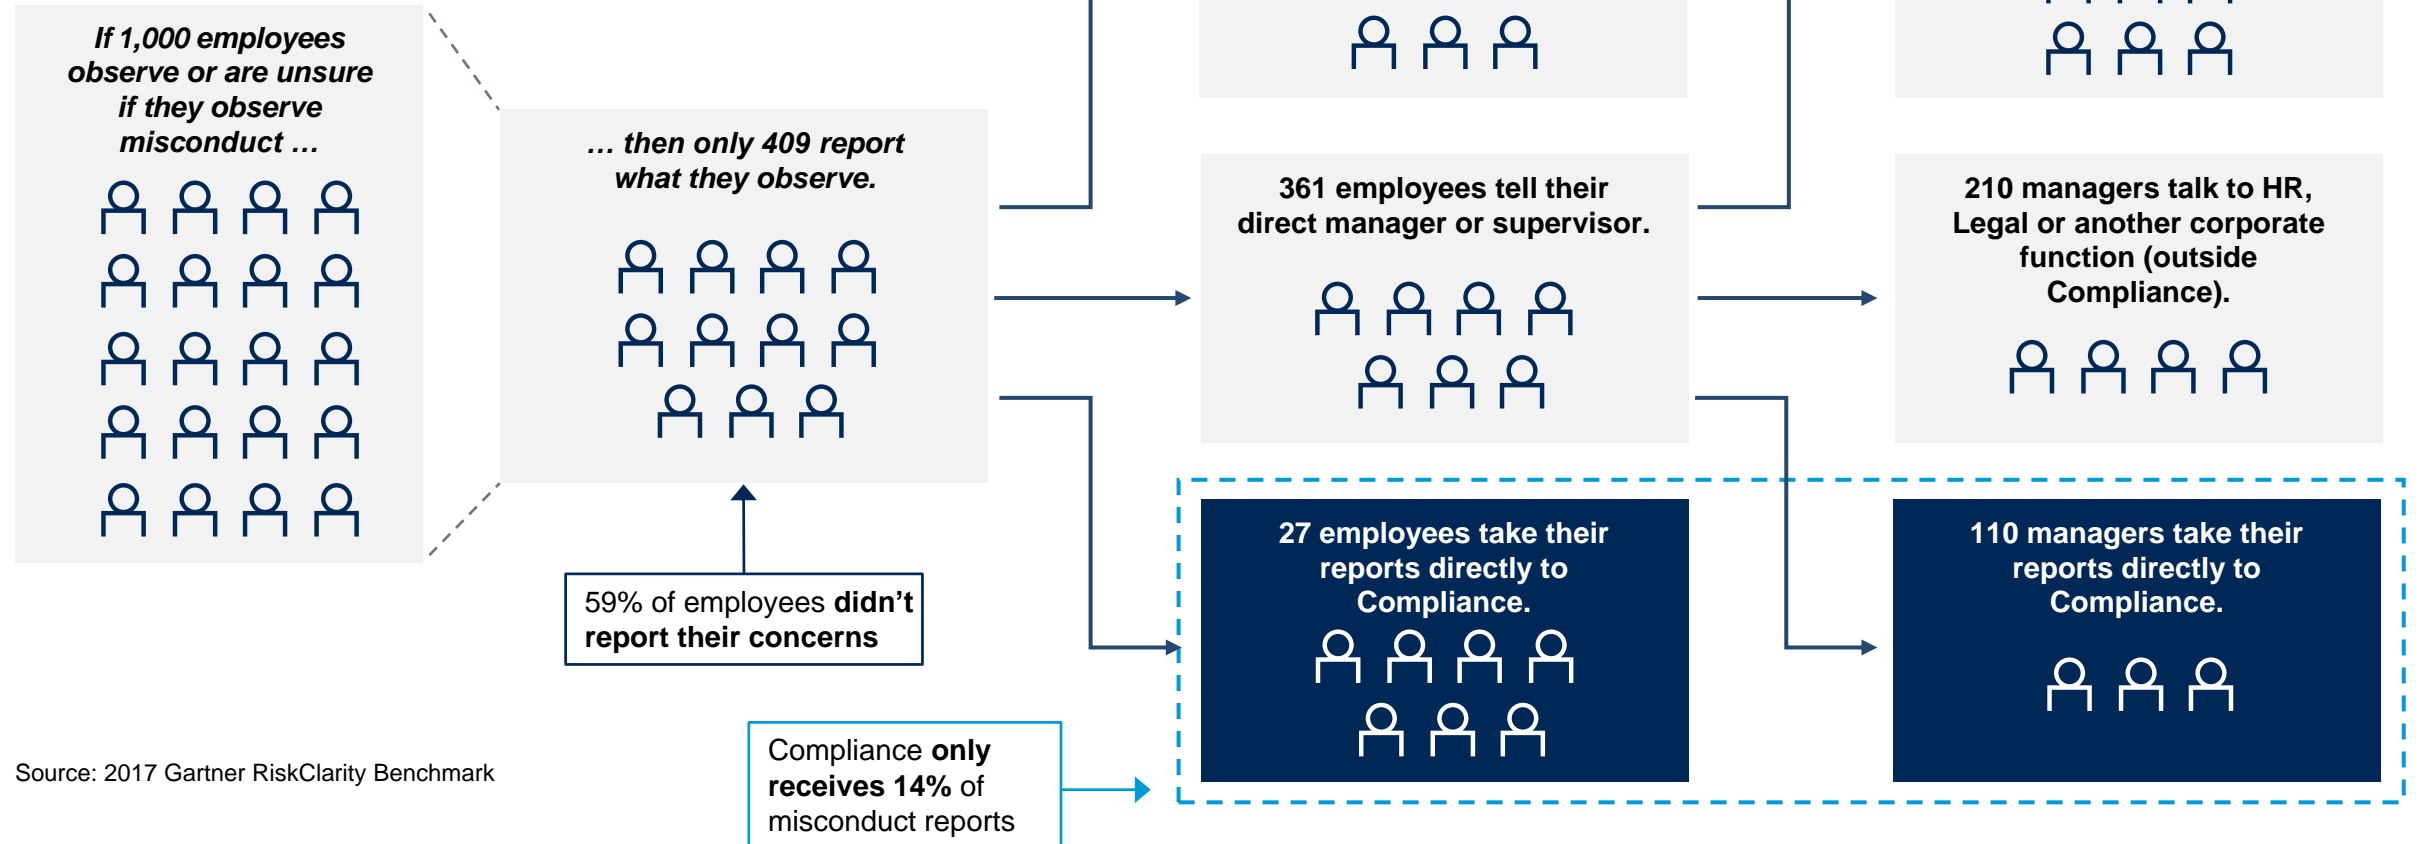 If 1,000 employees
observe or are unsure
if they observe
misconduct …
… then only 409 report
what they observe.
361 employees tell their
direct manager or supervisor.
210 managers talk to HR,
Legal or another corporate
function (outside
Compliance).
27 employees take their
reports directly to
Compliance.
110 managers take their
reports directly to
Compliance.
59% of employees didn’t
report their concerns
Compliance only
receives 14% of
misconduct reports
Source: 2017 Gartner RiskClarity Benchmark